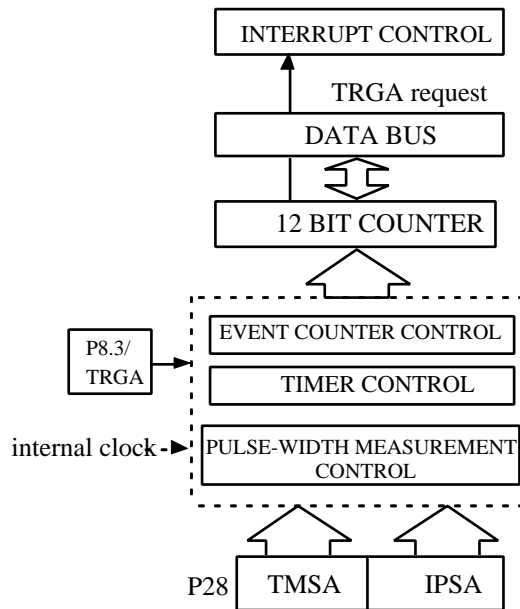 INTERRUPT CONTROL
TRGA request
DATA BUS
12 BIT COUNTER
EVENT COUNTER CONTROL
P8.3/
TRGA
TIMER CONTROL
internal clock
PULSE-WIDTH MEASUREMENT
CONTROL
P28
TMSA
IPSA